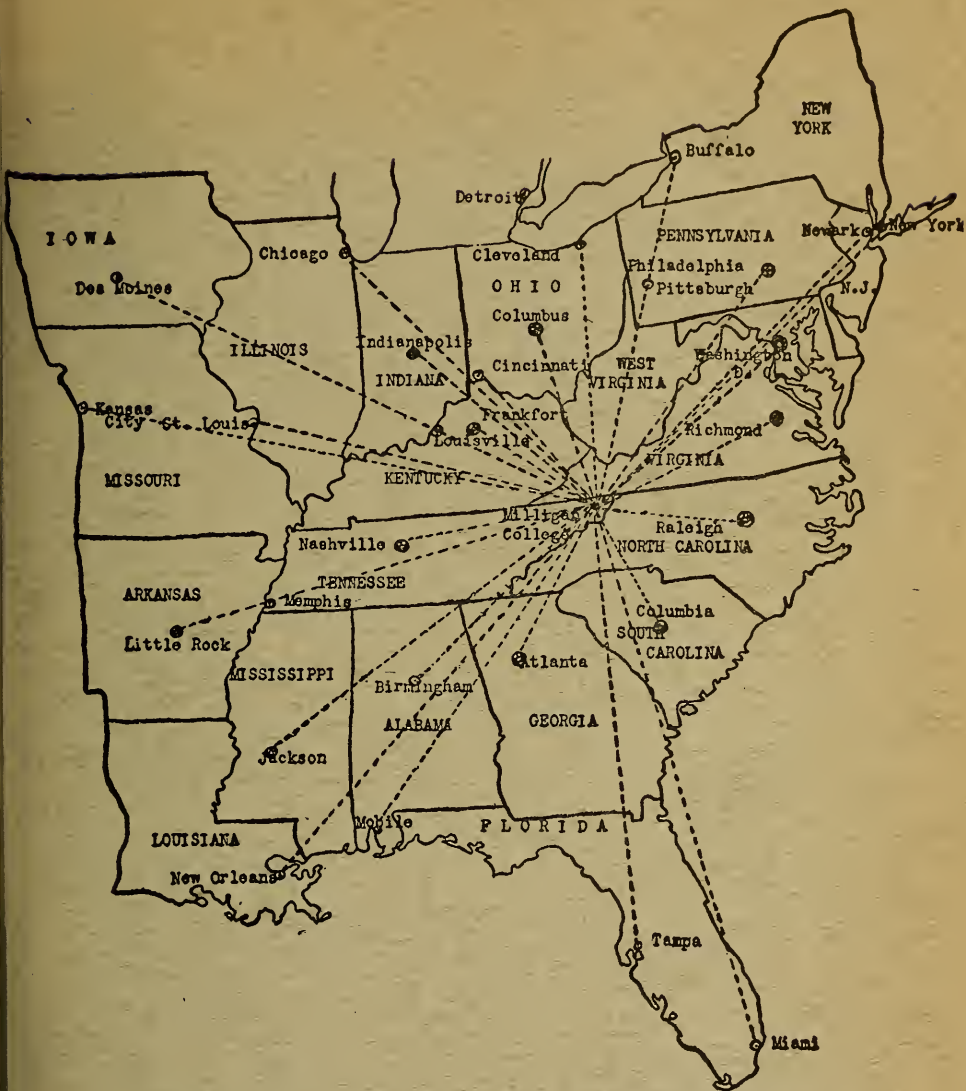 NEW
YORK
Buffalo
Detroit
IOWA
Chicago
Cleveland
PENNSYLVANIA
Newark
New York
OHIO
Philadelphia
Des Moines
Pittsburgh
N.J.
Columbus
ILLINOIS
Indianapolis
Washington
D. C.
Cincinnati
WEST
VIRGINIA
INDIANA
Kansas
City
St. Louis
Frankfort
Louisville
Richmond
VIRGINIA
MISSOURI
KENTUCKY
Milligan
College
Raleigh
NORTH CAROLINA
Nashville
TENNESSEE
ARKANSAS
Memphis
Columbia
SOUTH
CAROLINA
Little Rock
Atlanta
MISSISSIPPI
Birmingham
ALABAMA
GEORGIA
Jackson
Mobile
FLORIDA
LOUISIANA
New Orleans
Tampa
Miami